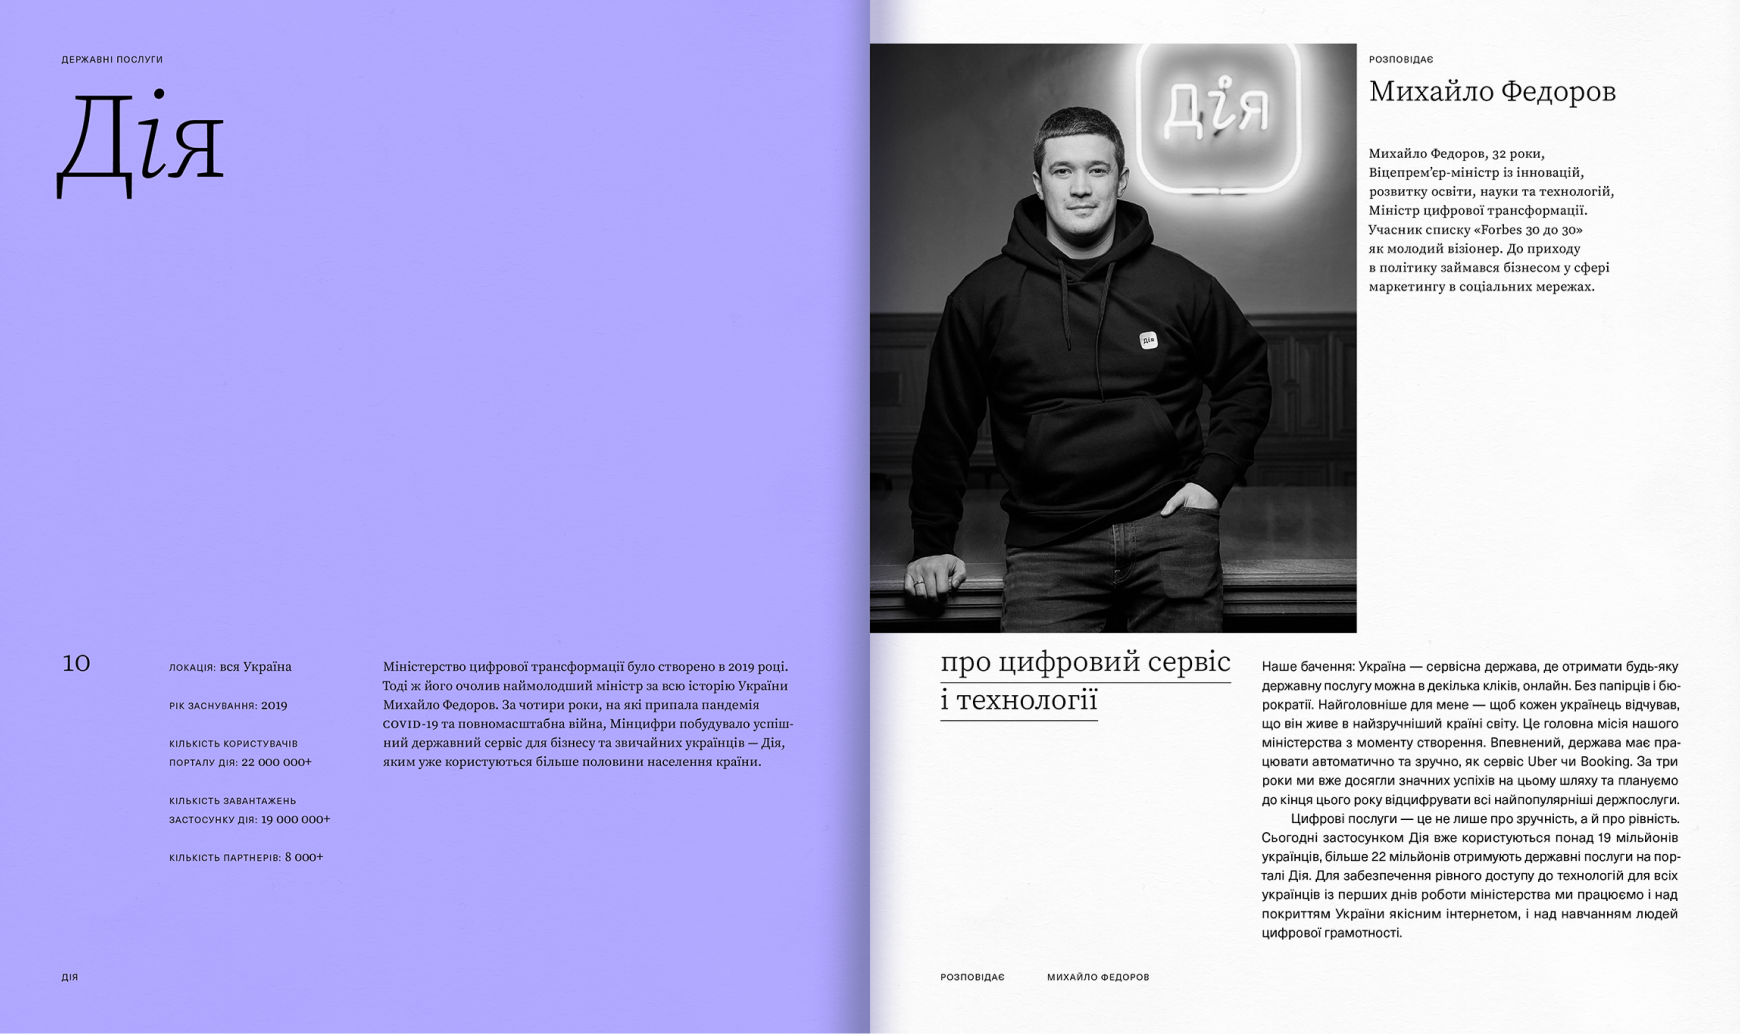 ДЕРЖАВНІ ПОСЛУГИ
Дія
10
ЛОКАЦІЯ: вся Україна
РІК ЗАСНУВАННЯ: 2019
КІЛЬКІСТЬ КОРИСТУВАЧІВ
ПОРТАЛУ ДІЯ: 22 000 000+
КІЛЬКІСТЬ ЗАВАНТАЖЕНЬ
ЗАСТОСУНКУ ДІЯ: 19 000 000+
КІЛЬКІСТЬ ПАРТНЕРІВ: 8 000+
Міністерство цифрової трансформації було створено в 2019 році.
Тоді ж його очолив наймолодший міністр за всю історію України
Михайло Федоров. За чотири роки, на які припала пандемія
COVID-19 та повномасштабна війна, Мінцифри побудувало успіш-
ний державний сервіс для бізнесу та звичайних українців — Дія,
яким уже користуються більше половини населення країни.
ДІЯ
Дія
Дія
РОЗПОВІДАЄ
Михайло Федоров
Михайло Федоров, 32 роки,
Віцепрем’єр-міністр із інновацій,
розвитку освіти, науки та технологій,
Міністр цифрової трансформації.
Учасник списку «Forbes 30 до 30»
як молодий візіонер. До приходу
в політику займався бізнесом у сфері
маркетингу в соціальних мережах.
про цифровий сервіс
і технології
Наше бачення: Україна — сервісна держава, де отримати будь-яку
державну послугу можна в декілька кліків, онлайн. Без папірців і бю-
рократії. Найголовніше для мене — щоб кожен українець відчував,
що він живе в найзручніший країні світу. Це головна місія нашого
міністерства з моменту створення. Впевнений, держава має пра-
цювати автоматично та зручно, як сервіс Uber чи Booking. За три
роки ми вже досягли значних успіхів на цьому шляху та плануємо
до кінця цього року відцифрувати всі найпопулярніші держпослуги.
Цифрові послуги — це не лише про зручність, а й про рівність.
Сьогодні застосунком Дія вже користуються понад 19 мільйонів
українців, більше 22 мільйонів отримують державні послуги на пор-
талі Дія. Для забезпечення рівного доступу до технологій для всіх
українців із перших днів роботи міністерства ми працюємо і над
покриттям України якісним інтернетом, і над навчанням людей
цифрової грамотності.
РОЗПОВІДАЄ
МИХАЙЛО ФЕДОРОВ